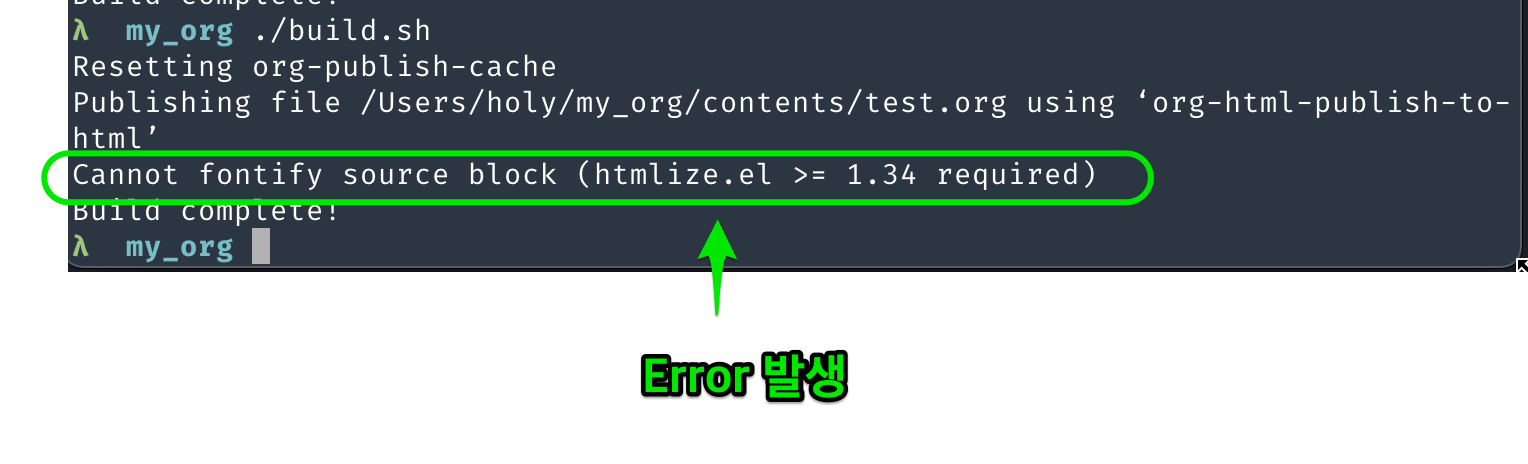 Build complete!
λ my_org ./build.sh
Resetting org-publish-cache
Publishing file /Users/holy/my_org/contents/test.org using ‘org-html-publish-to-
html’
Cannot fontify source block (htmlize.el >= 1.34 required)
Build complete!
λ my_org
Error 발생